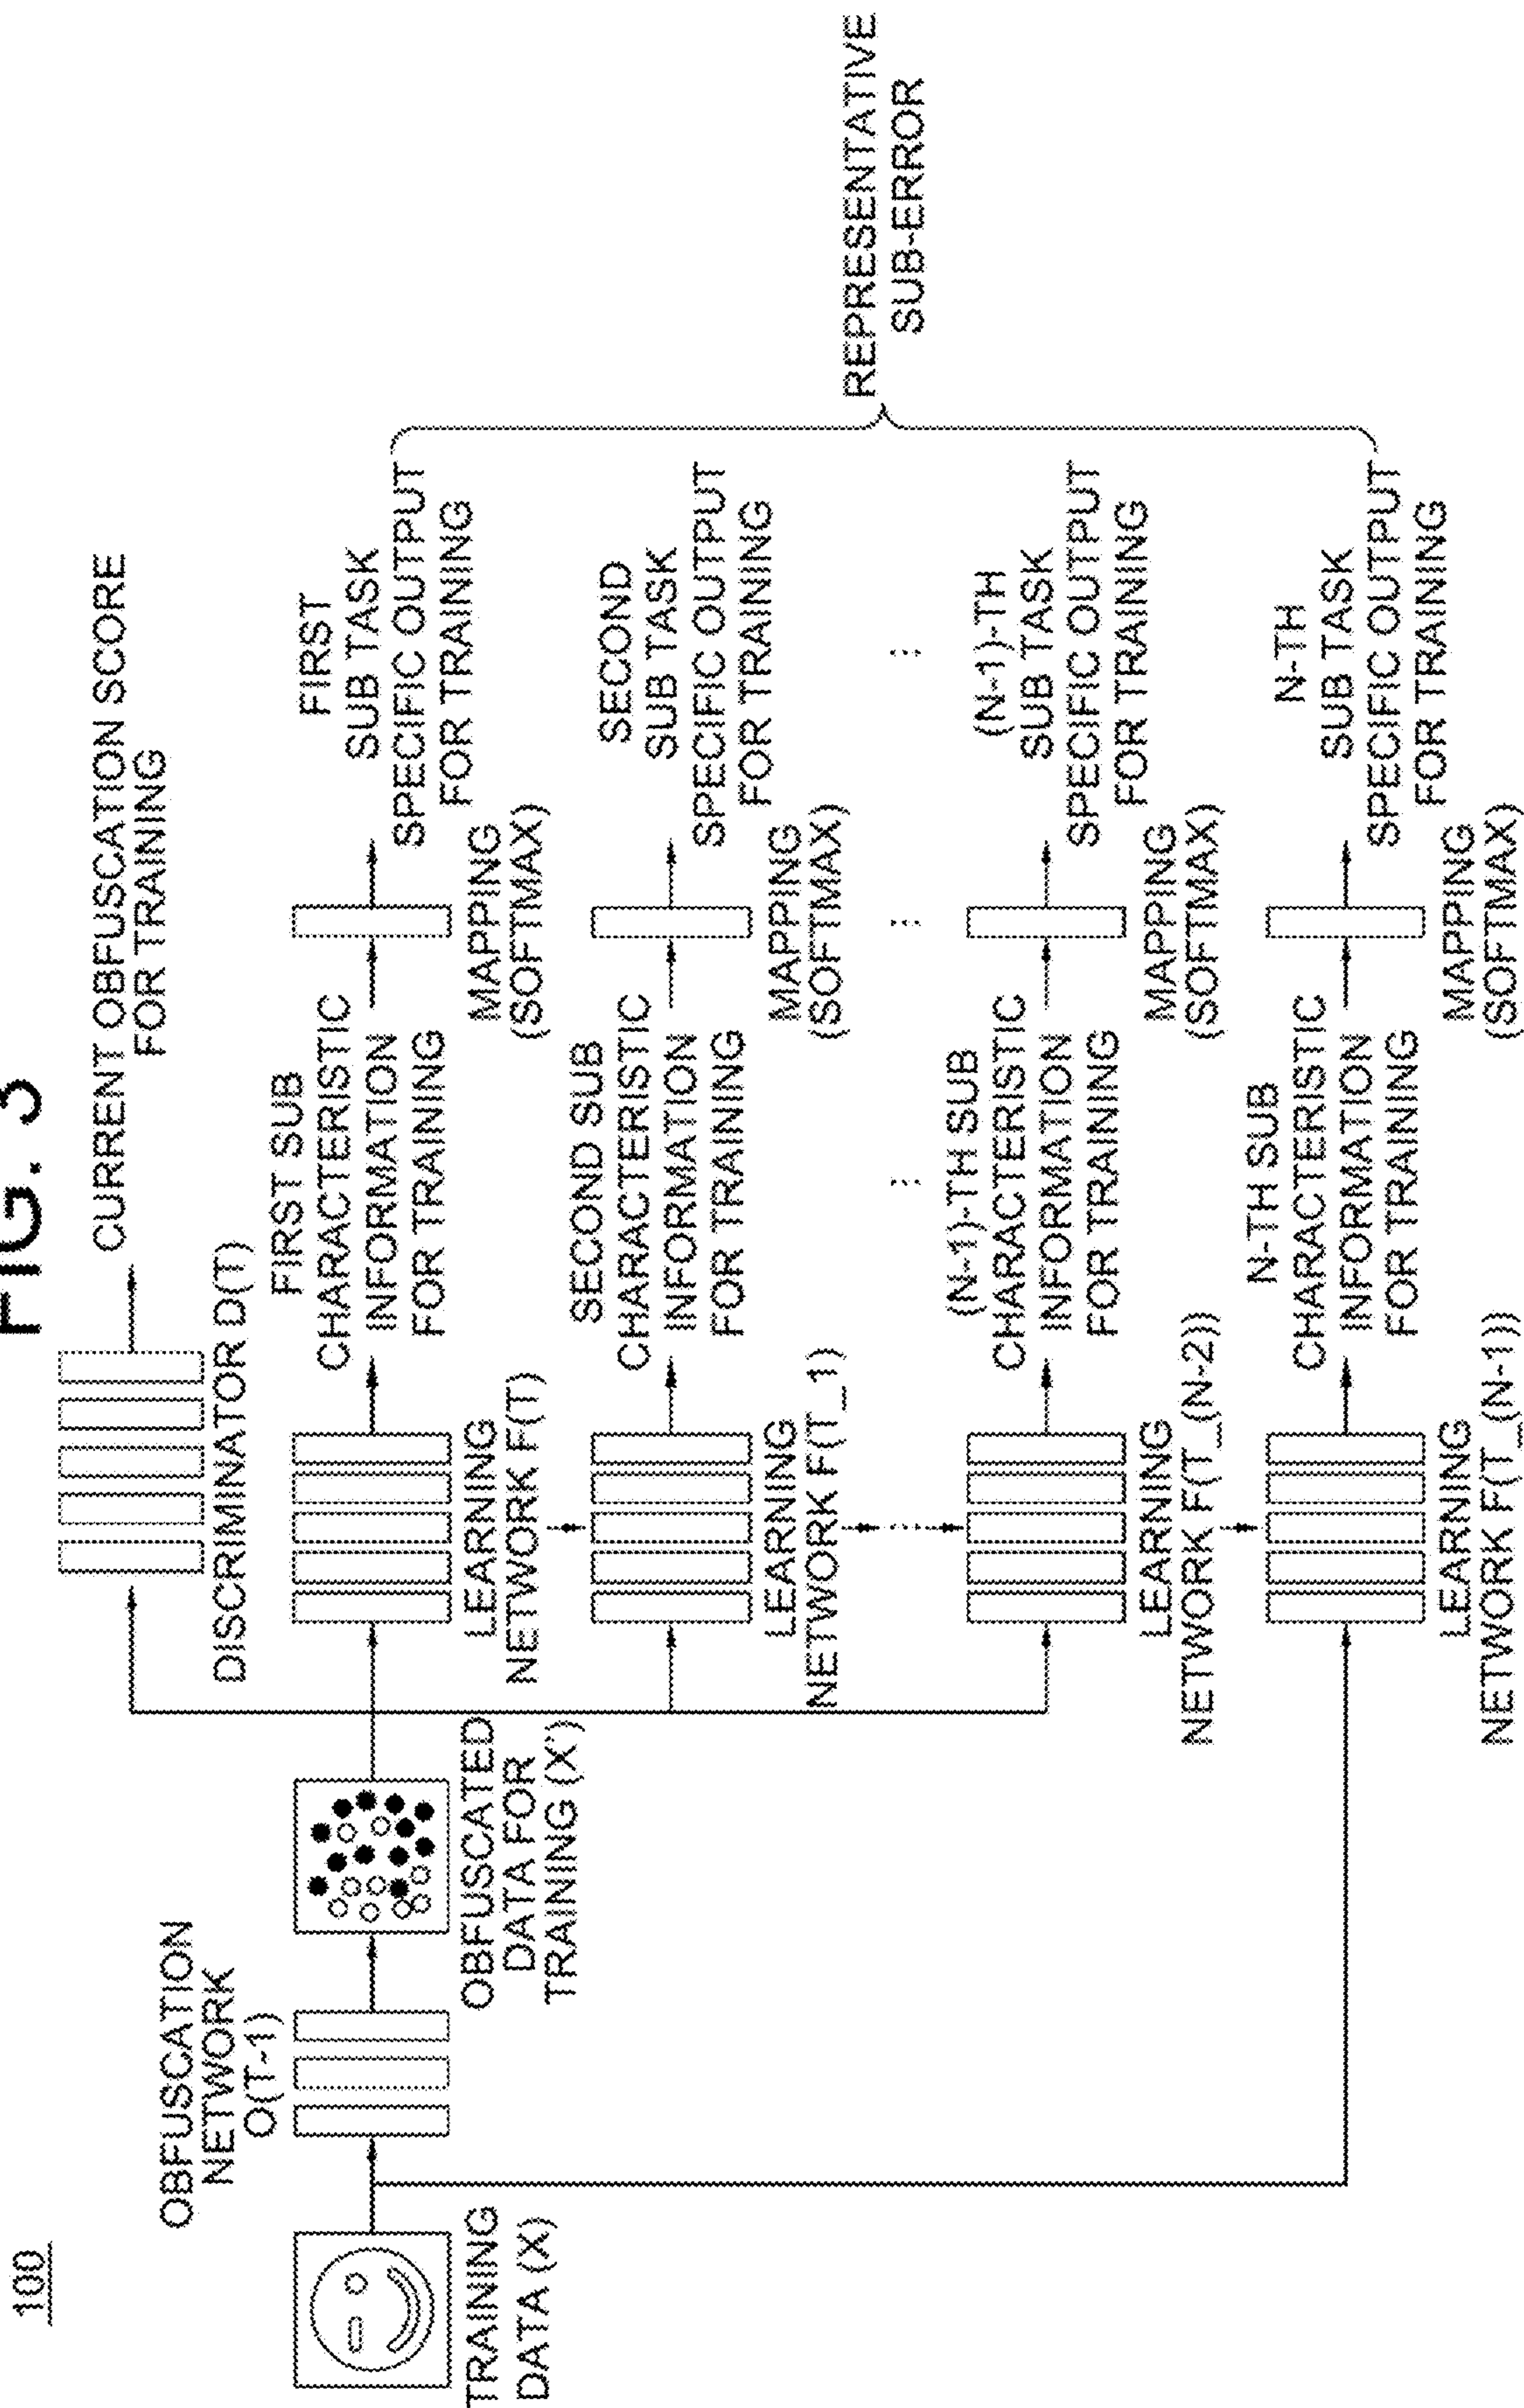 100
FIG. 3
CURRENT OBFUSCATION SCORE
FOR TRAINING
DISCRIMINATOR D(T)
OBFUSCATION
NETWORK
O(T-1)
TRAINING
DATA (X)
OBFUSCATED
DATA FOR
TRAINING (X')
LEARNING
NETWORK F(T)
FIRST SUB
CHARACTERISTIC
INFORMATION
FOR TRAINING
MAPPING
(SOFTMAX)
FIRST
SUB TASK
SPECIFIC OUTPUT
FOR TRAINING
LEARNING
NETWORK F(T_1)
SECOND SUB
CHARACTERISTIC
INFORMATION
FOR TRAINING
MAPPING
(SOFTMAX)
SECOND
SUB TASK
SPECIFIC OUTPUT
FOR TRAINING
LEARNING
NETWORK F(T_(N-2))
(N-1)-TH SUB
CHARACTERISTIC
INFORMATION
FOR TRAINING
MAPPING
(SOFTMAX)
(N-1)-TH
SUB TASK
SPECIFIC OUTPUT
FOR TRAINING
LEARNING
NETWORK F(T_(N-1))
N-TH SUB
CHARACTERISTIC
INFORMATION
FOR TRAINING
MAPPING
(SOFTMAX)
N-TH
SUB TASK
SPECIFIC OUTPUT
FOR TRAINING
REPRESENTATIVE
SUB-ERROR